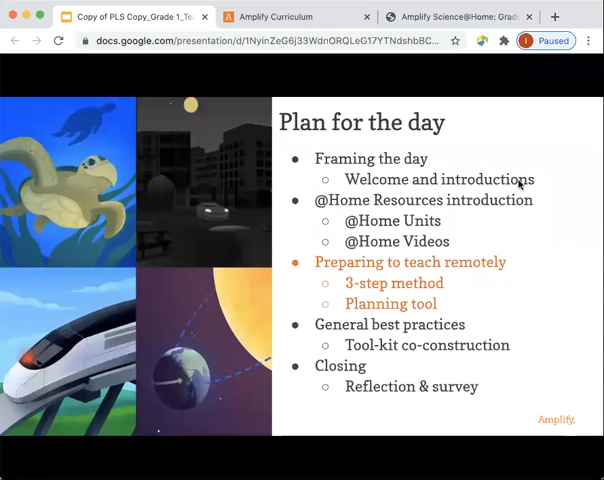 Copy of PLS Copy_Grade 1_Te
Amplify Curriculum
Amplify Science@Home: Grade
docs.google.com/presentation/d/1NyinZeG6j33WdnORQLeG17YTNdshbBC...
Paused
Plan for the day
Framing the day
Welcome and introductions
@Home Resources introduction
@Home Units
@Home Videos
Preparing to teach remotely
3-step method
Planning tool
General best practices
Tool-kit co-construction
Closing
Reflection & survey
Amplify.